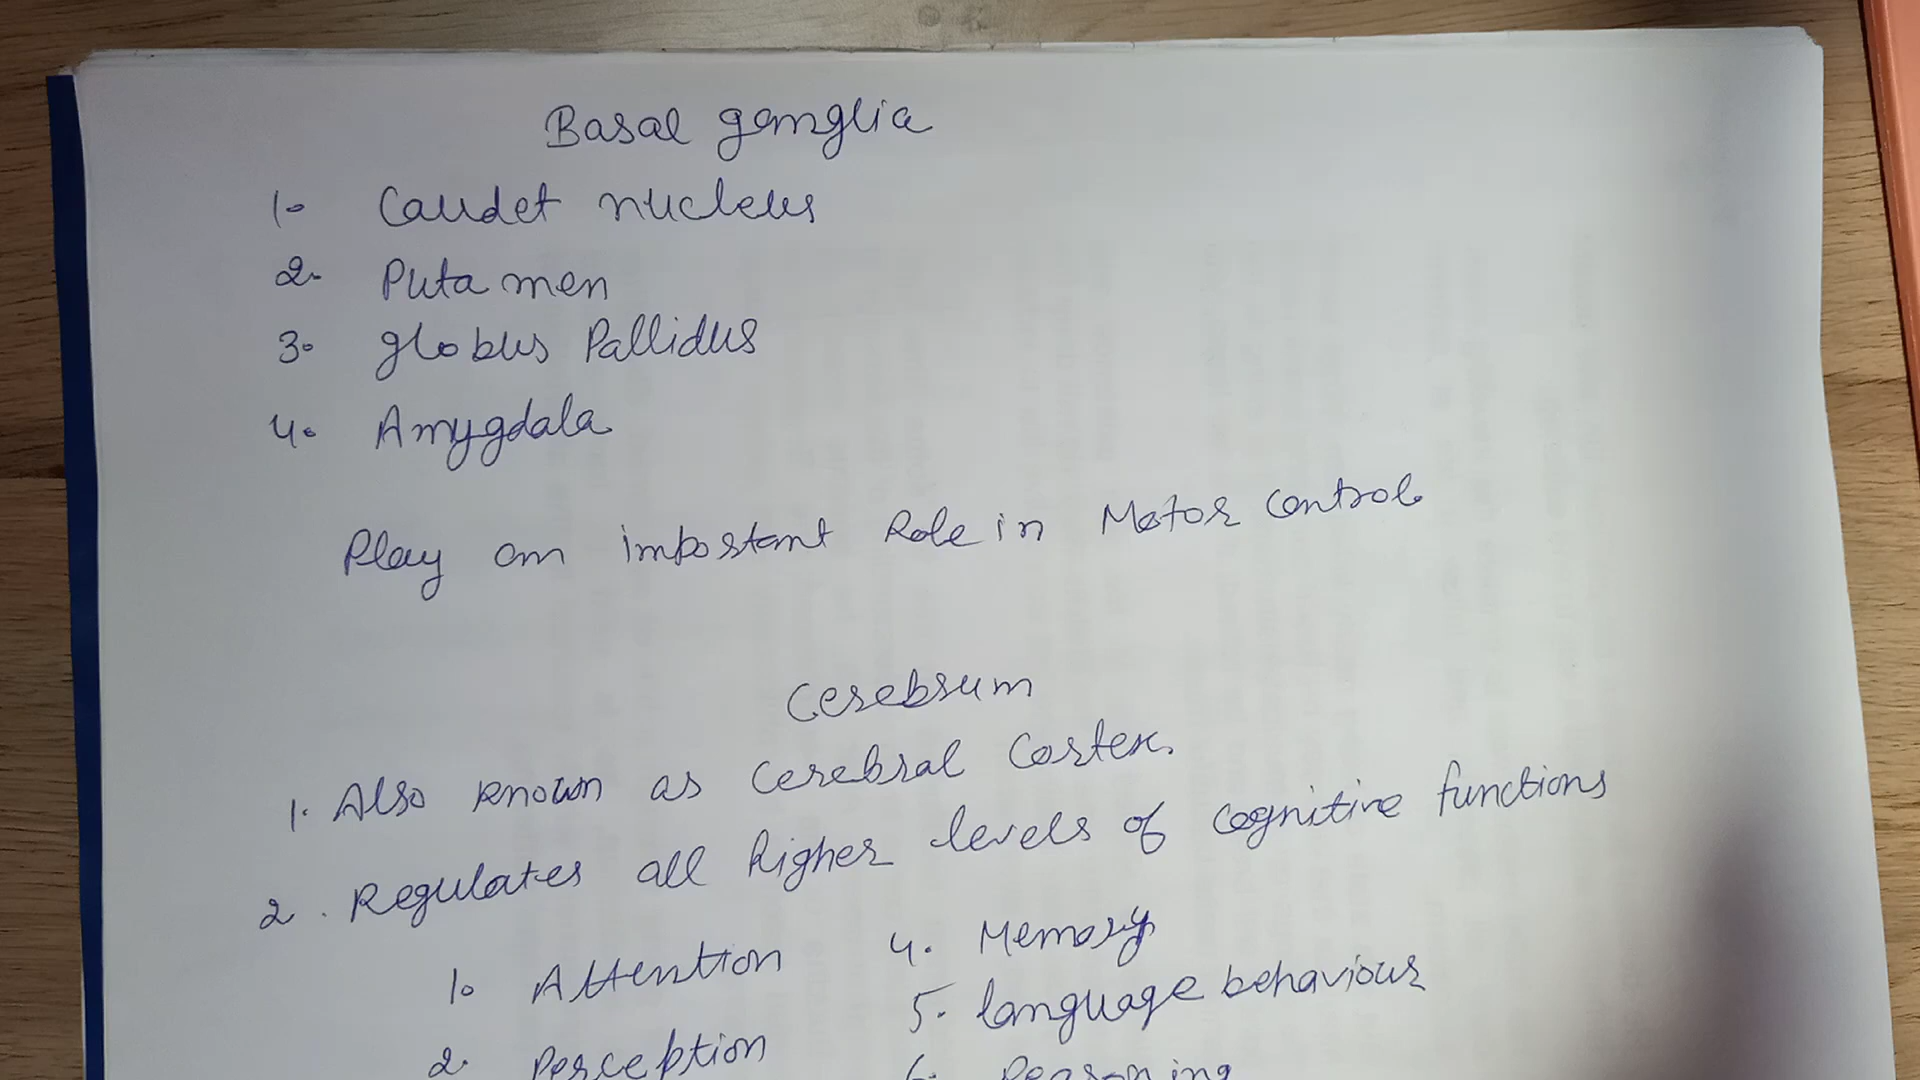 Basal ganglia
1. Caudet nucleus
2. Putamen
3. globus Pallidus
4. Amygdala
Play an important Role in Motor control
Cerebrum
1. Also known as Cerebral Cortex.
2. Regulates all higher levels of cognitive functions
1. Attention 4. Memory
5. language behaviour
2. Perception 6. Reasoning